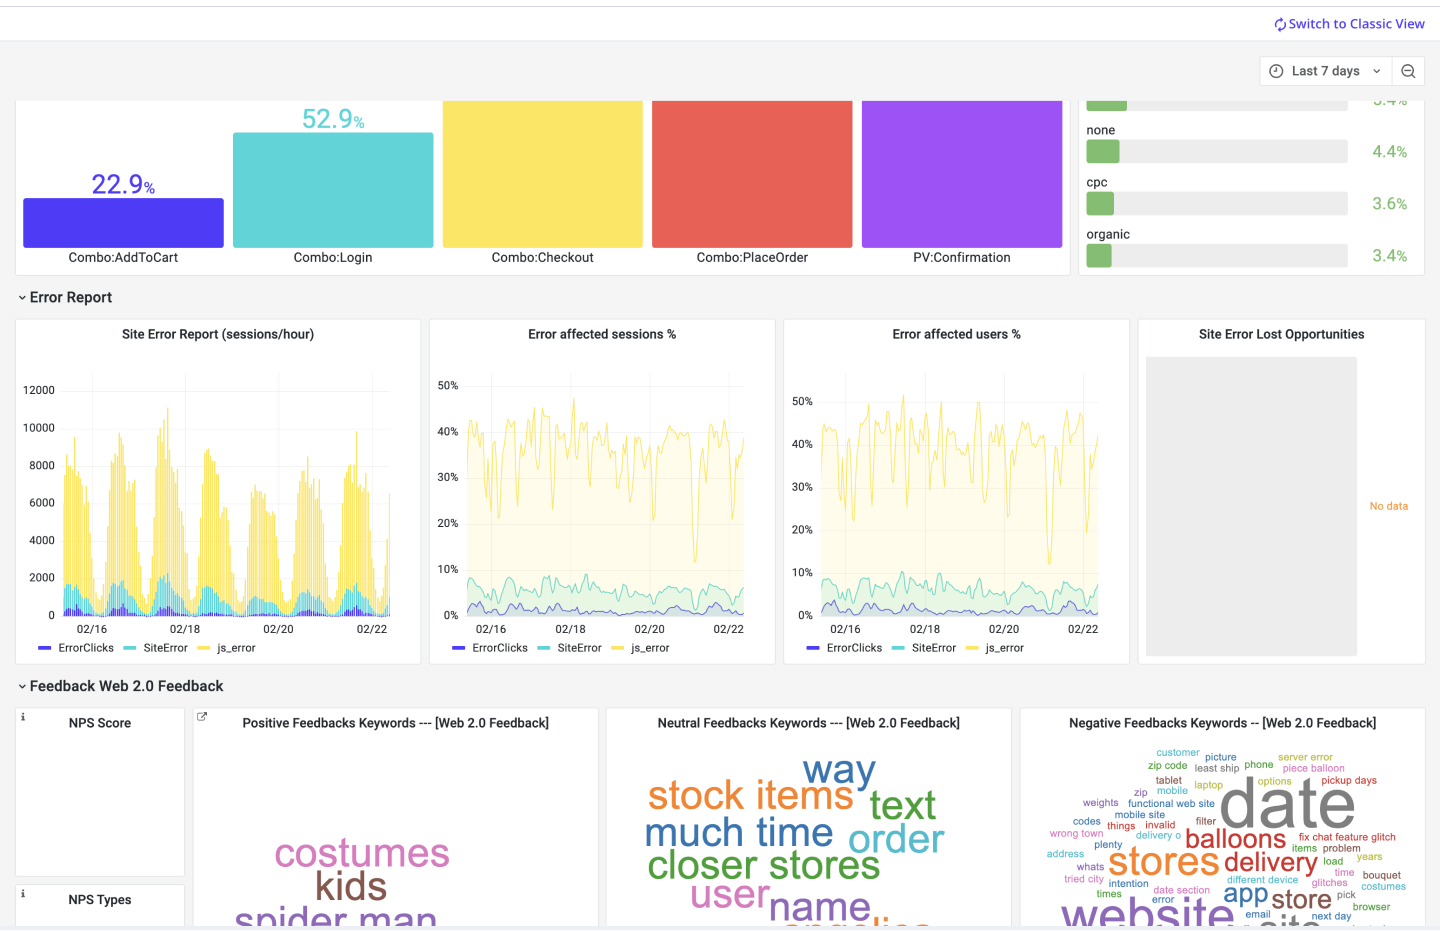 Switch to Classic View
Last 7 days
52.9%
22.9%
Combo:AddToCart
Combo:Login
Combo:Checkout
Combo:PlaceOrder
PV:Confirmation
none
4.4%
cpc
3.6%
organic
3.4%
Error Report
Site Error Report (sessions/hour)
12000
10000
8000
6000
4000
2000
0
02/16
02/18
02/20
02/22
ErrorClicks
SiteError
js_error
Error affected sessions %
50%
40%
30%
20%
10%
0%
02/16
02/18
02/20
02/22
ErrorClicks
SiteError
js_error
Error affected users %
50%
40%
30%
20%
10%
0%
02/16
02/18
02/20
02/22
ErrorClicks
SiteError
js_error
Site Error Lost Opportunities
No data
Feedback Web 2.0 Feedback
NPS Score
NPS Types
Positive Feedbacks Keywords --- [Web 2.0 Feedback]
costumes
kids
spider man
Neutral Feedbacks Keywords --- [Web 2.0 Feedback]
way
stock items
text
much time
order
closer stores
user
name
Negative Feedbacks Keywords -- [Web 2.0 Feedback]
customer
picture
server error
zip code
least ship
phone
piece balloon
tablet
laptop
options
pickup days
zip
mobile
date
weights
functional web site
mobile site
codes
things
invalid
filter
wrong town
delivery o
balloons
fix chat feature glitch
plenty
items
problem
address
stores
delivery
load
years
whats
time
bouquet
tried city
intention
different device
glitches
costumes
times
date section
app
store
pick
error
browser
website
email
next day
site